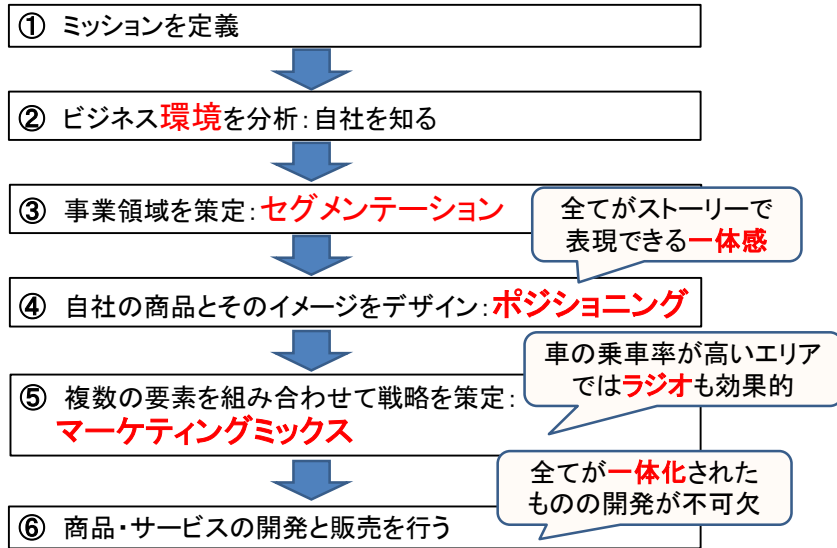 ① ミッションを定義
② ビジネス環境を分析:自社を知る
③ 事業領域を策定:セグメンテーション
全てがストーリーで
表現できる一体感
④ 自社の商品とそのイメージをデザイン:ポジショニング
車の乗車率が高いエリア
ではラジオも効果的
⑤ 複数の要素を組み合わせて戦略を策定:
マーケティングミックス
全てが一体化された
ものの開発が不可欠
⑥ 商品・サービスの開発と販売を行う